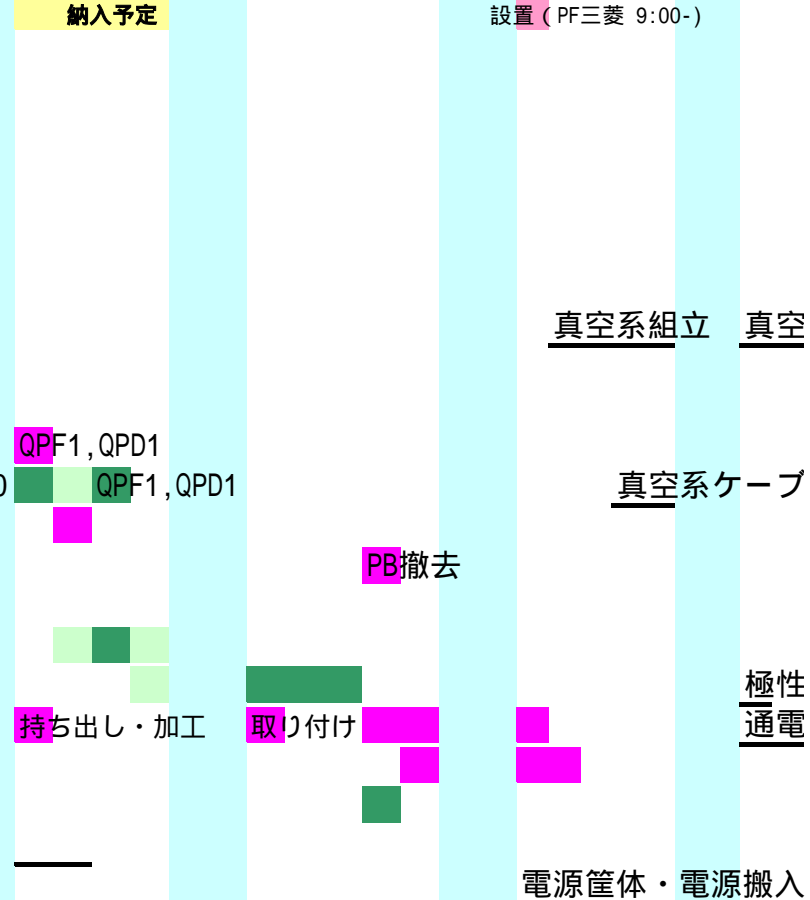 納入予定
設置(PF三菱 9:00-)
真空系組立 真空
QPF1,QPD1
QPF1,QPD1
真空系ケーブ
PB撤去
極性
持ち出し・加工 取り付け 通電
電源筐体・電源搬入